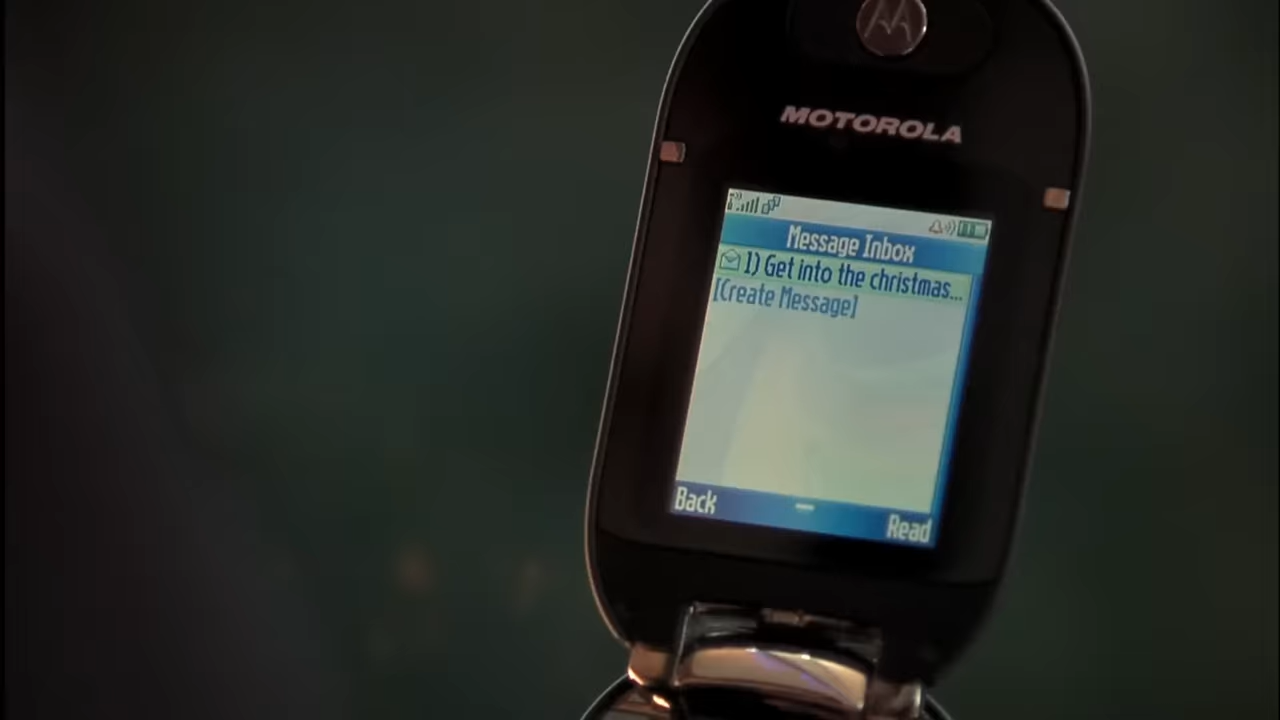 MOTOROLA
Message Inbox
1) Get into the christmas...
[Create Message]
Back
Read